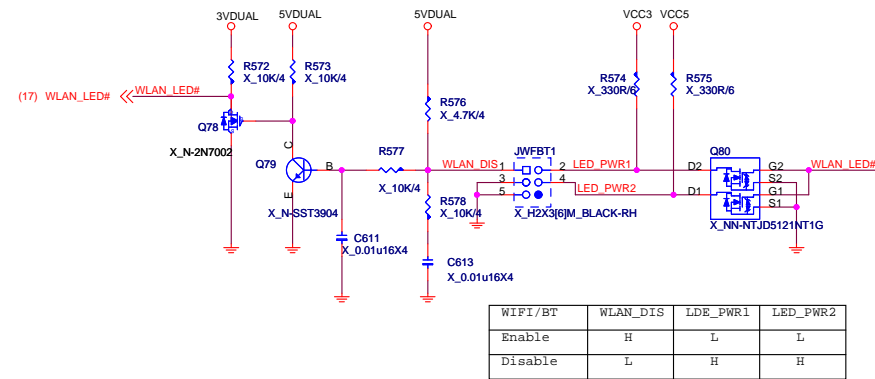 3VDUAL 5VDUAL 5VDUAL VCC3 VCC5
R572
X_10K/4
R573
X_10K/4
(17) WLAN_LED# WLAN_LED#
R576
X_4.7K/4
R574
X_330R/6
R575
X_330R/6
Q78
X_N-2N7002
Q79
C
B
E
X_N-SST3904
R577
X_10K/4
WLAN_DIS
JWFBT1
1 2
3 4
5
LED_PWR1
LED_PWR2
X_H2X3[6]M_BLACK-RH
Q80
D2
D1
G2
S2
G1
S1
WLAN_LED#
X_NN-NTJD5121NT1G
R578
X_10K/4
C611
X_0.01u16X4
C613
X_0.01u16X4
WIFI/BT WLAN_DIS LDE_PWR1 LED_PWR2
Enable H L L
Disable L H H